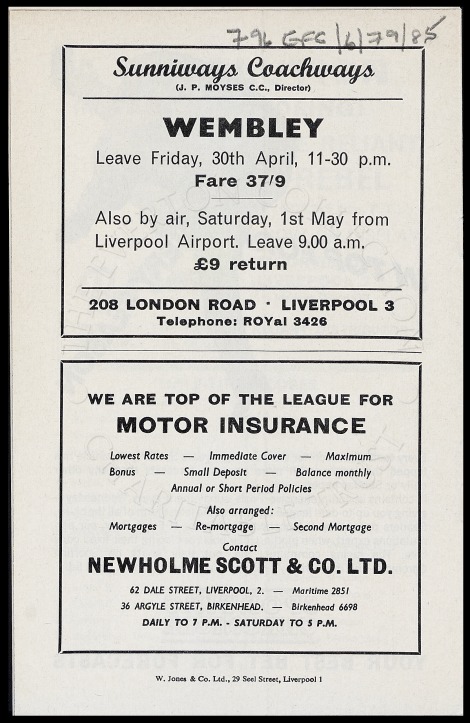 796 EFC/6/79/85
Sunniways Coachways
(J. P. MOYSES C.C., Director)
WEMBLEY
Leave Friday, 30th April, 11-30 p.m.
Fare 37/9
Also by air, Saturday, 1st May from
Liverpool Airport. Leave 9.00 a.m.
£9 return
208 LONDON ROAD · LIVERPOOL 3
Telephone: ROYal 3426
WE ARE TOP OF THE LEAGUE FOR
MOTOR INSURANCE
Lowest Rates — Immediate Cover — Maximum
Bonus — Small Deposit — Balance monthly
Annual or Short Period Policies
Also arranged:
Mortgages — Re-mortgage — Second Mortgage
Contact
NEWHOLME SCOTT & CO. LTD.
62 DALE STREET, LIVERPOOL, 2. — Maritime 2851
36 ARGYLE STREET, BIRKENHEAD. — Birkenhead 6698
DAILY TO 7 P.M. - SATURDAY TO 5 P.M.
W. Jones & Co. Ltd., 29 Seel Street, Liverpool 1